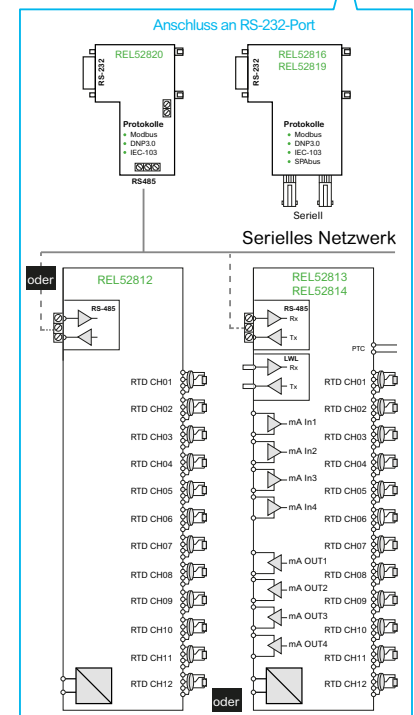 Anschluss an RS-232-Port
REL52820
RS-232
Protokolle
• Modbus
• DNP3.0
• IEC-103
RS485
REL52816
REL52819
RS-232
Protokolle
• Modbus
• DNP3.0
• IEC-103
• SPAbus
Seriell
Serielles Netzwerk
oder
REL52812
RS-485
RTD CH01
RTD CH02
RTD CH03
RTD CH04
RTD CH05
RTD CH06
RTD CH07
RTD CH08
RTD CH09
RTD CH10
RTD CH11
RTD CH12
oder
REL52813
REL52814
RS-485
Rx
Tx
LWL
Rx
Tx
mA In1
mA In2
mA In3
mA In4
mA OUT1
mA OUT2
mA OUT3
mA OUT4
PTC
RTD CH01
RTD CH02
RTD CH03
RTD CH04
RTD CH05
RTD CH06
RTD CH07
RTD CH08
RTD CH09
RTD CH10
RTD CH11
RTD CH12